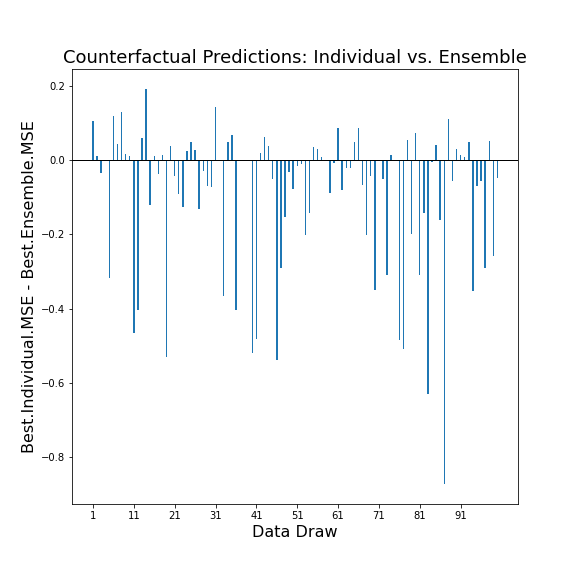 Counterfactual Predictions: Individual vs. Ensemble
Best.Individual.MSE - Best.Ensemble.MSE
0.2
0.0
−0.2
−0.4
−0.6
−0.8
1 11 21 31 41 51 61 71 81 91
Data Draw